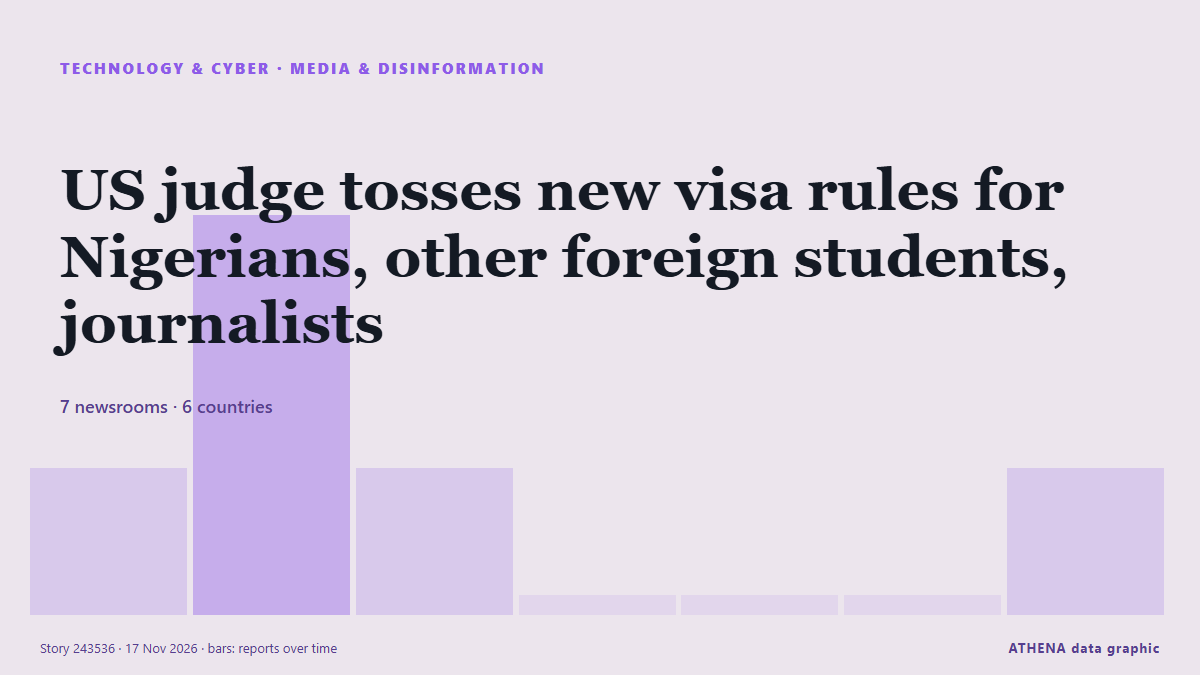 TECHNOLOGY & CYBER · MEDIA & DISINFORMATION
US judge tosses new visa rules for
Nigerians, other foreign students,
journalists
7 newsrooms · 6 countries
Story 243536 · 17 Nov 2026 · bars: reports over time
ATHENA data graphic